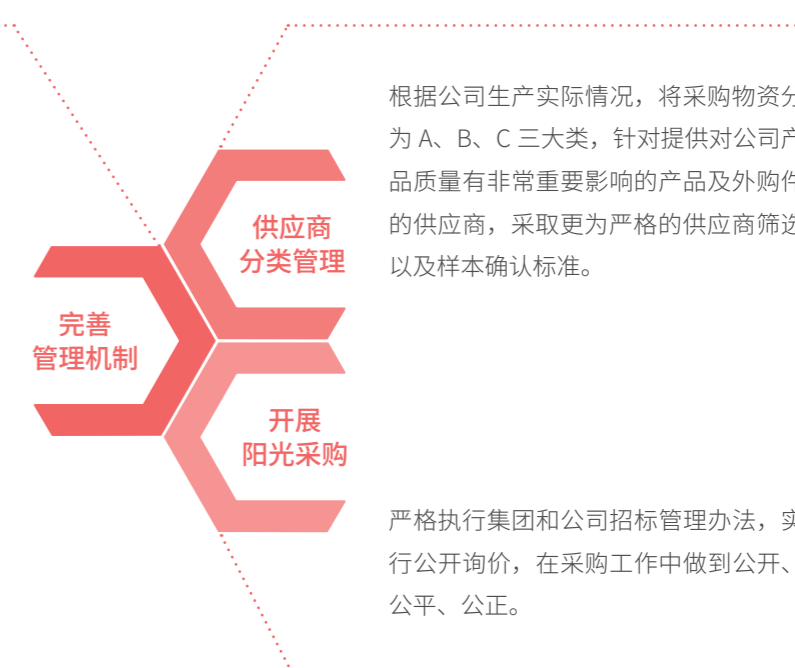 根据公司生产实际情况，将采购物资分
为 A、B、C 三大类，针对提供对公司产
品质量有非常重要影响的产品及外购件
的供应商，采取更为严格的供应商筛选
以及样本确认标准。
供应商
分类管理
完善
管理机制
开展
阳光采购
严格执行集团和公司招标管理办法，实
行公开询价，在采购工作中做到公开、
公平、公正。